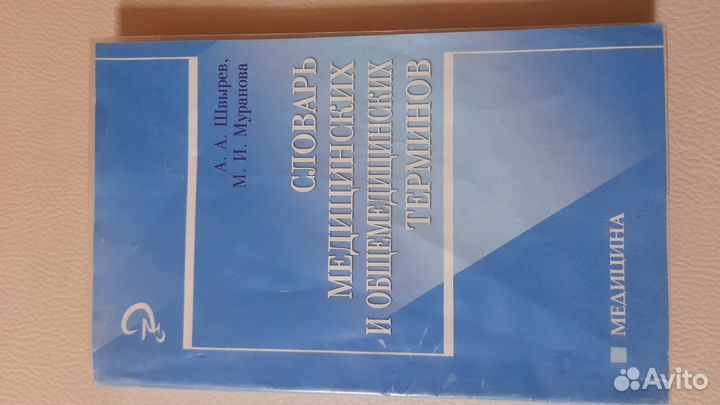 А. А. Швырев,
М. И. Муранова
СЛОВАРЬ
МЕДИЦИНСКИХ
И ОБЩЕМЕДИЦИНСКИХ
ТЕРМИНОВ
МЕДИЦИНА
Avito